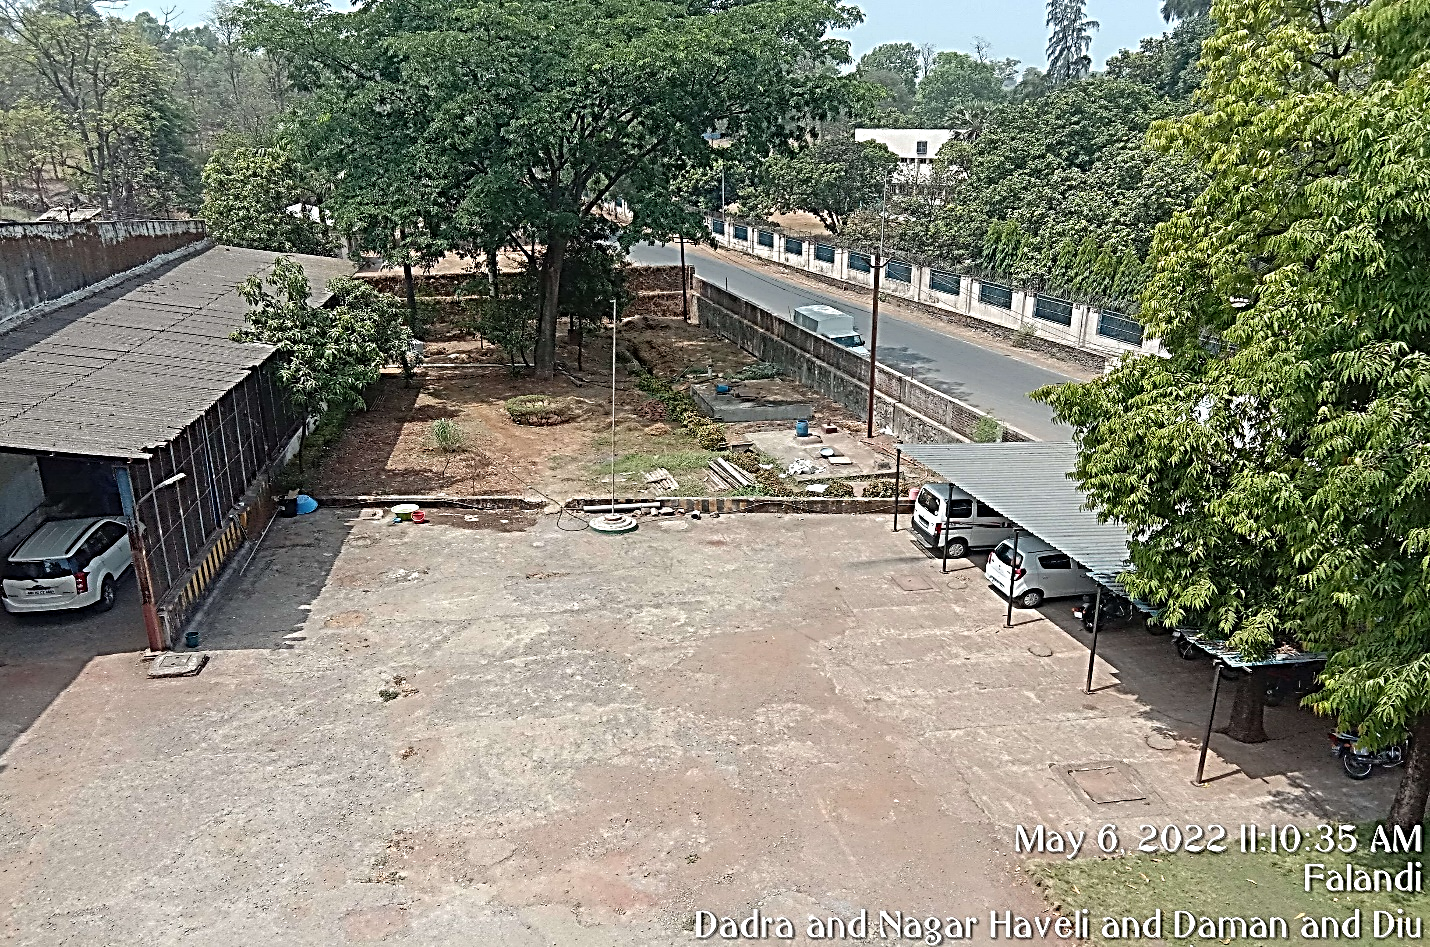 May 6, 2022 11:10:35 AM
Falandi
Dadra and Nagar Haveli and Daman and Diu